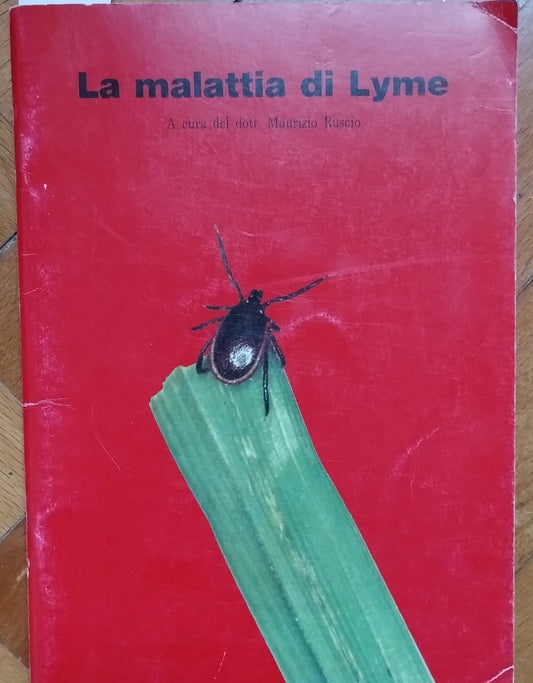 La malattia di Lyme
A cura del dott. Maurizio Ruscio